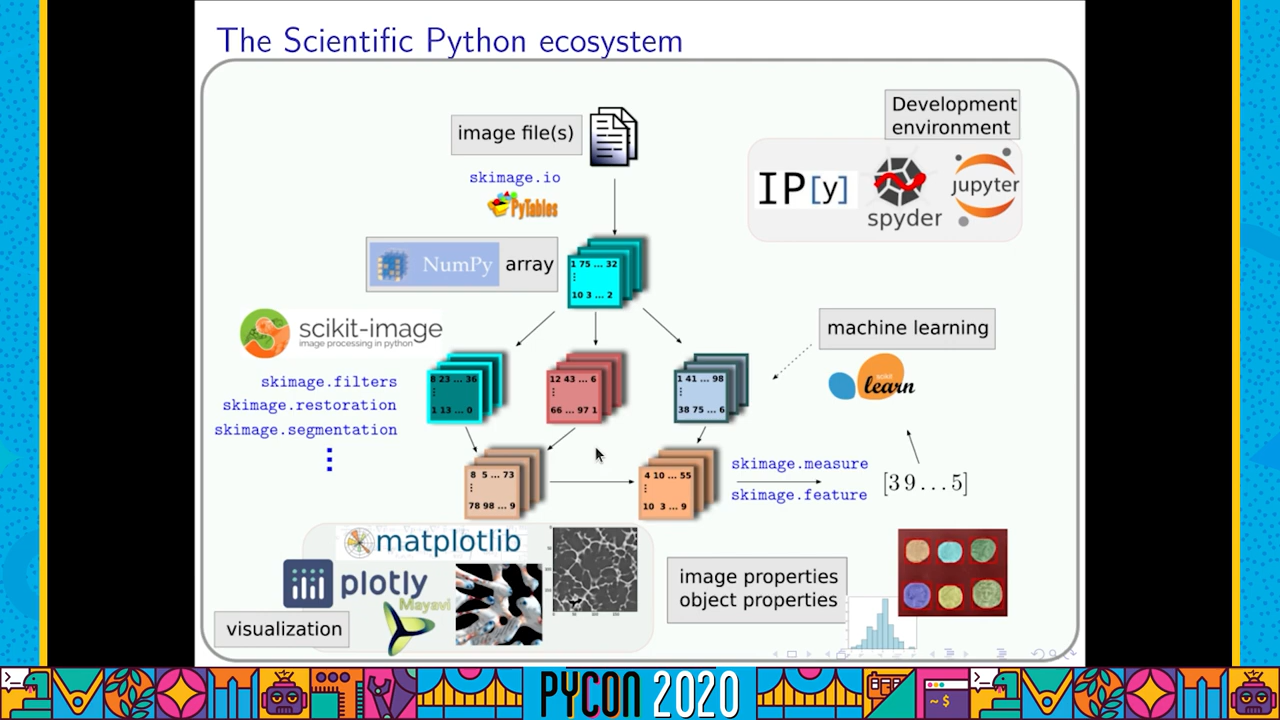 The Scientific Python ecosystem
Development
environment
image file(s)
skimage.io
PyTables
IP[y]
spyder
jupyter
NumPy array
1 75 ... 32
⋮
10 3 ... 2
scikit-image
image processing in python
machine learning
scikit
learn
8 23 ... 36
⋮
1 13 ... 0
12 43 ... 6
⋮
66 ... 97 1
1 41 ... 98
⋮
38 75 ... 6
skimage.filters
skimage.restoration
skimage.segmentation
⋮
8 5 ... 73
⋮
78 98 ... 9
4 10 ... 55
⋮
10 3 ... 9
skimage.measure
skimage.feature
[3 9 . . . 5]
matplotlib
plotly
Mayavi
visualization
image properties
object properties
PYCON 2020
~ $